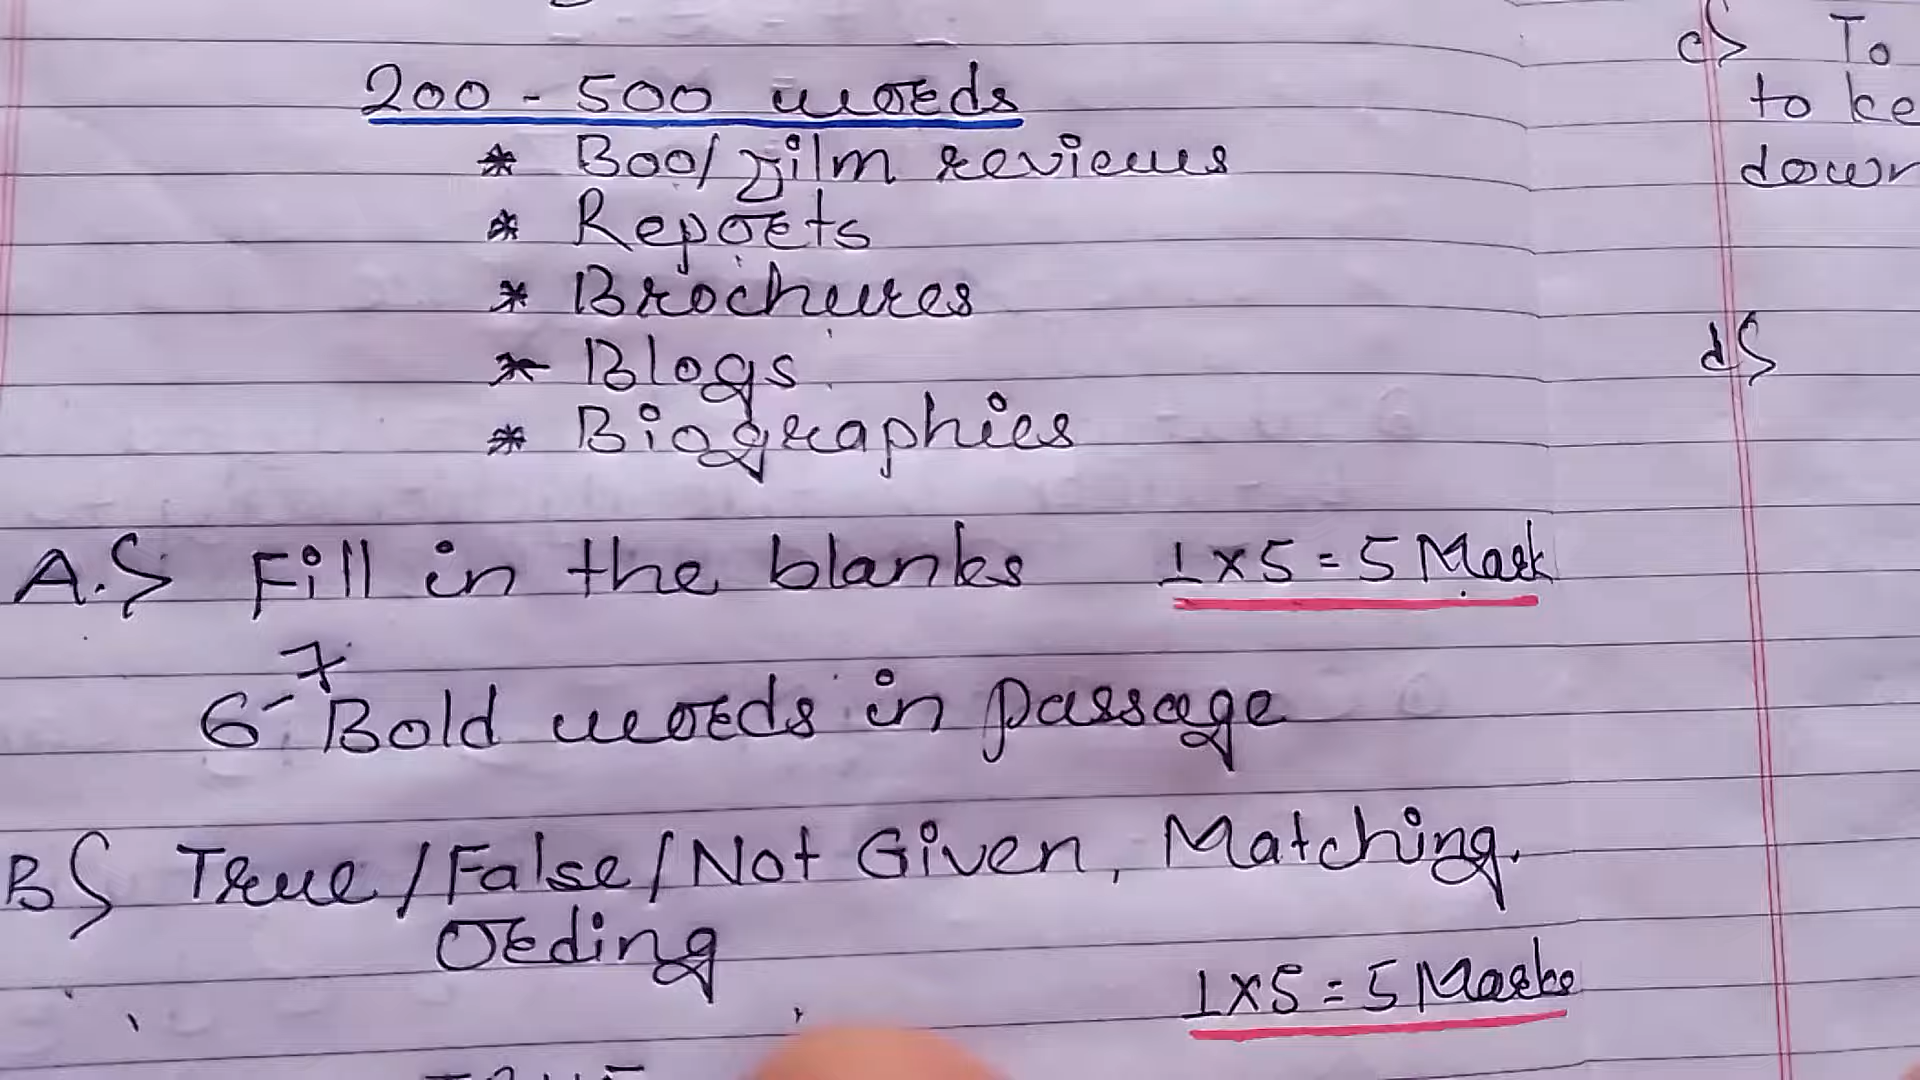 200 - 500 words
* Boo/film reviews
* Reports
* Brochures
* Blogs
* Biographies
A.> Fill in the blanks 1x5 = 5 Mark
6-7 Bold words in passage
B> True/False/Not Given, Matching.
Ording
1x5 = 5 Marks
c> To
to ke
down
d>